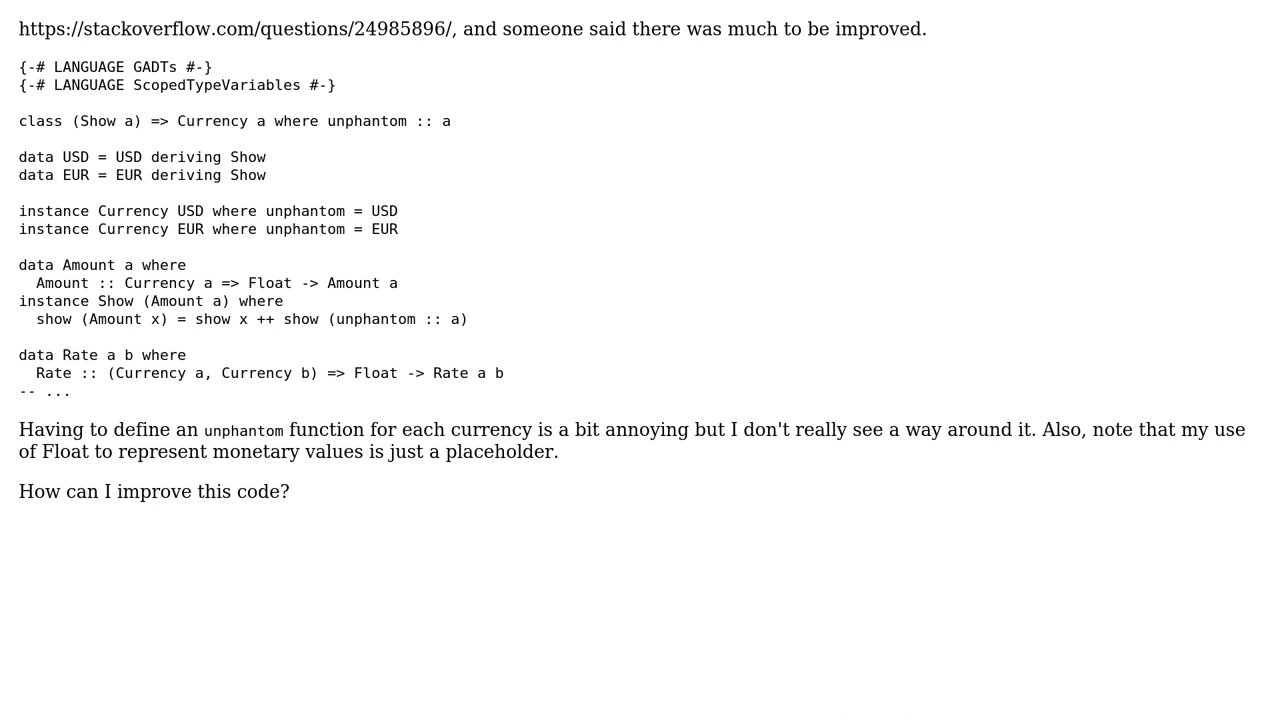 https://stackoverflow.com/questions/24985896/, and someone said there was much to be improved.
{-# LANGUAGE GADTs #-}
{-# LANGUAGE ScopedTypeVariables #-}
class (Show a) => Currency a where unphantom :: a
data USD = USD deriving Show
data EUR = EUR deriving Show
instance Currency USD where unphantom = USD
instance Currency EUR where unphantom = EUR
data Amount a where
  Amount :: Currency a => Float -> Amount a
instance Show (Amount a) where
  show (Amount x) = show x ++ show (unphantom :: a)
data Rate a b where
  Rate :: (Currency a, Currency b) => Float -> Rate a b
-- ...
Having to define an unphantom function for each currency is a bit annoying but I don't really see a way around it. Also, note that my use
of Float to represent monetary values is just a placeholder.
How can I improve this code?